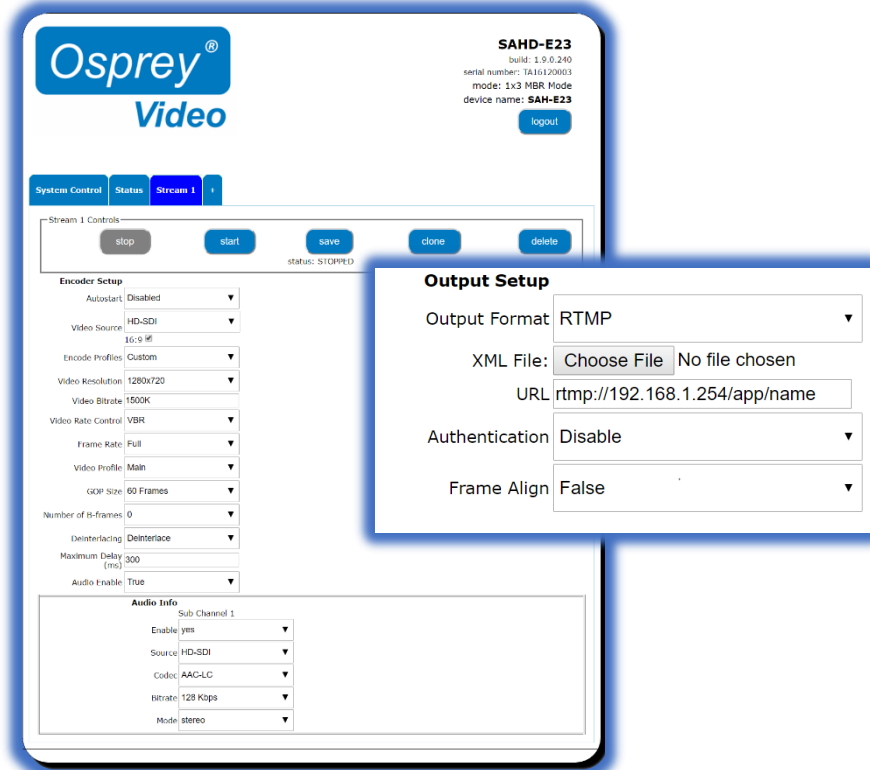 Osprey®
Video
SAHD-E23
build: 1.9.0.240
serial number: TA16120003
mode: 1x3 MBR Mode
device name: SAH-E23
logout
System Control Status Stream 1 +
Stream 1 Controls
stop start save clone delete
status: STOPPED
Encoder Setup
Autostart Disabled
Video Source HD-SDI
16:9
Encode Profiles Custom
Video Resolution 1280x720
Video Bitrate 1500K
Video Rate Control VBR
Frame Rate Full
Video Profile Main
GOP Size 60 Frames
Number of B-frames 0
Deinterlacing Deinterlace
Maximum Delay (ms) 300
Audio Enable True
Audio Info
Sub Channel 1
Enable yes
Source HD-SDI
Codec AAC-LC
Bitrate 128 Kbps
Mode stereo
Output Setup
Output Format RTMP
XML File: Choose File No file chosen
URL rtmp://192.168.1.254/app/name
Authentication Disable
Frame Align False